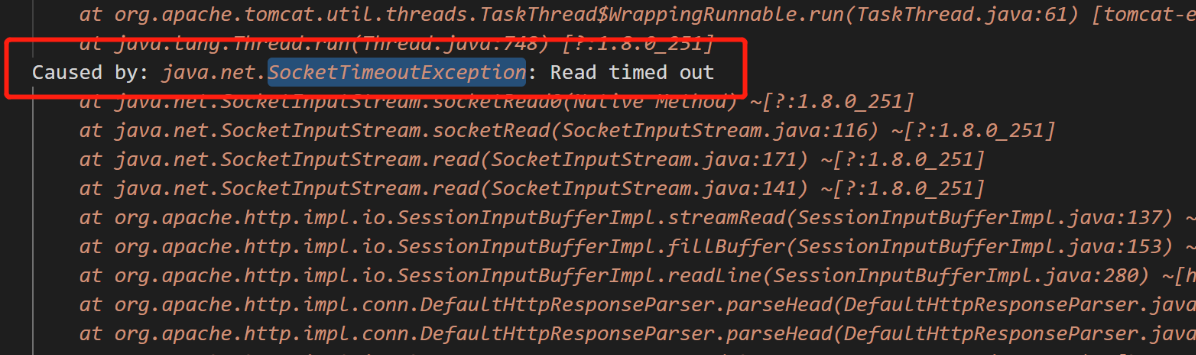 at org.apache.tomcat.util.threads.TaskThread$WrappingRunnable.run(TaskThread.java:61) [tomcat-e
at java.lang.Thread.run(Thread.java:748) [?:1.8.0_251]
Caused by: java.net.SocketTimeoutException: Read timed out
at java.net.SocketInputStream.socketRead0(Native Method) ~[?:1.8.0_251]
at java.net.SocketInputStream.socketRead(SocketInputStream.java:116) ~[?:1.8.0_251]
at java.net.SocketInputStream.read(SocketInputStream.java:171) ~[?:1.8.0_251]
at java.net.SocketInputStream.read(SocketInputStream.java:141) ~[?:1.8.0_251]
at org.apache.http.impl.io.SessionInputBufferImpl.streamRead(SessionInputBufferImpl.java:137) ~
at org.apache.http.impl.io.SessionInputBufferImpl.fillBuffer(SessionInputBufferImpl.java:153) ~
at org.apache.http.impl.io.SessionInputBufferImpl.readLine(SessionInputBufferImpl.java:280) ~[h
at org.apache.http.impl.conn.DefaultHttpResponseParser.parseHead(DefaultHttpResponseParser.java
at org.apache.http.impl.conn.DefaultHttpResponseParser.parseHead(DefaultHttpResponseParser.java